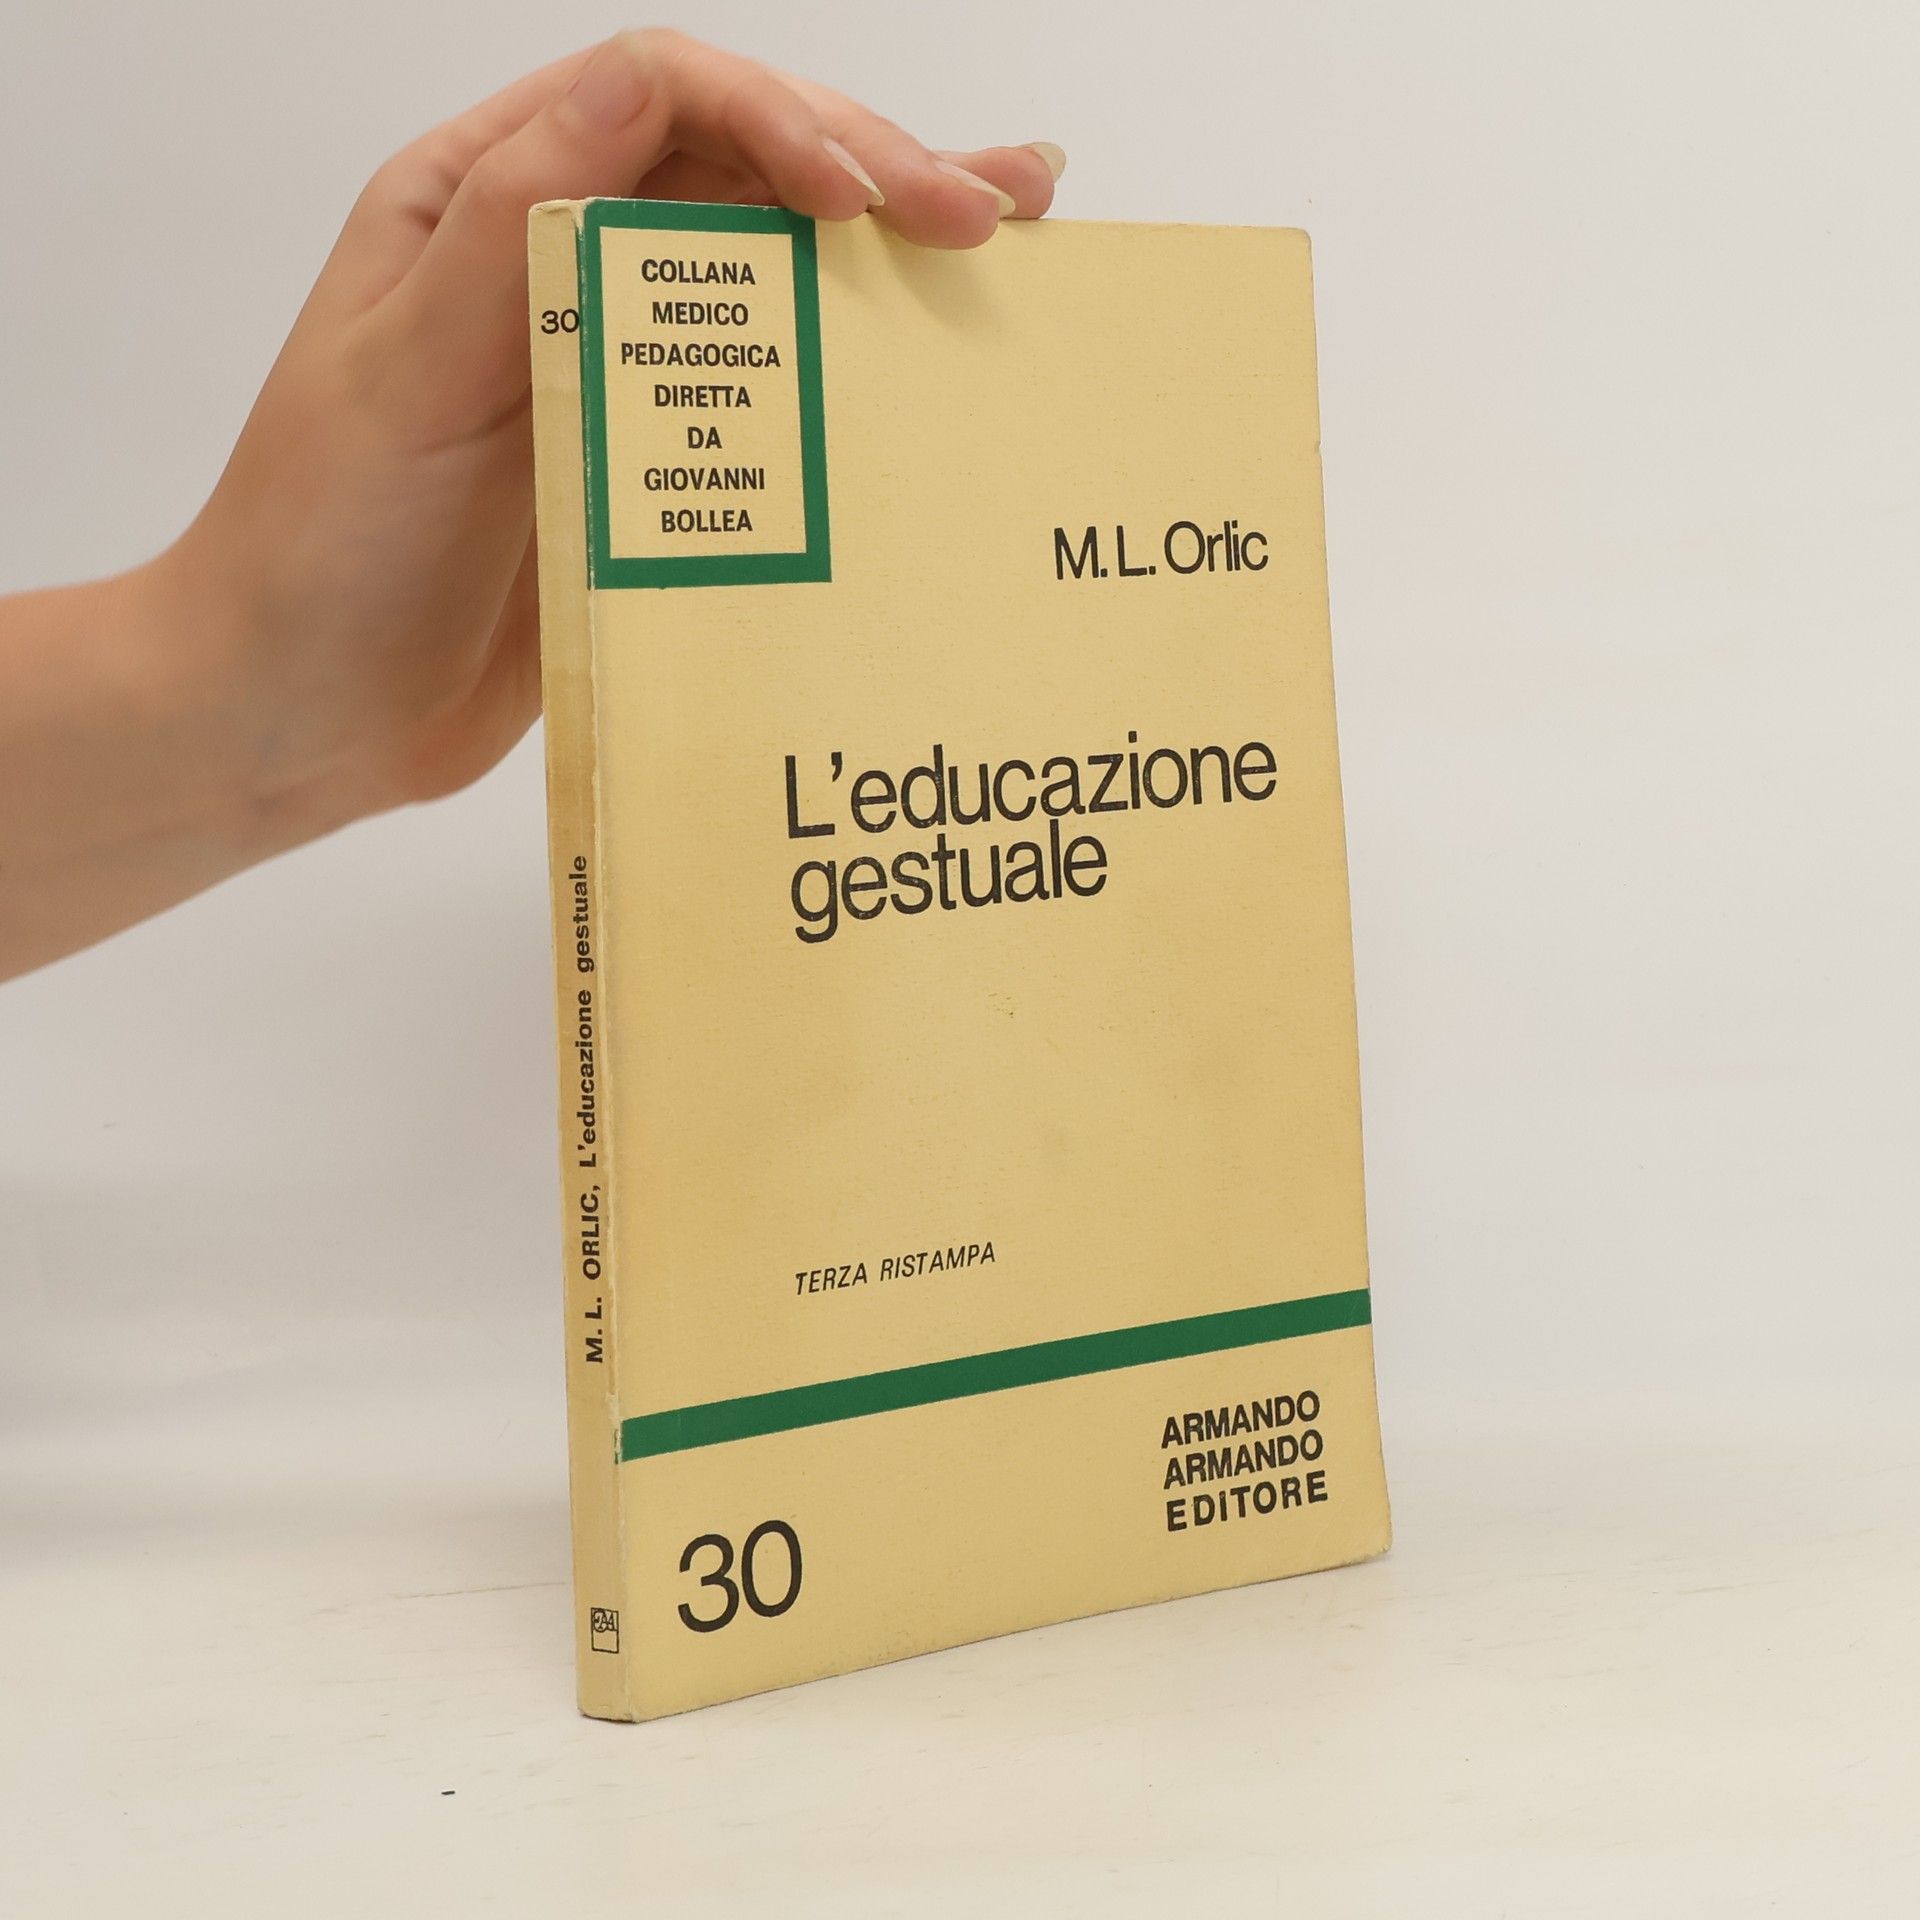 30
COLLANA
MEDICO
PEDAGOGICA
DIRETTA
DA
GIOVANNI
BOLLEA
M.L. Orlic
L'educazione
gestuale
TERZA RISTAMPA
ARMANDO
ARMANDO
EDITORE
30
M. L. ORLIC, L'educazione gestuale